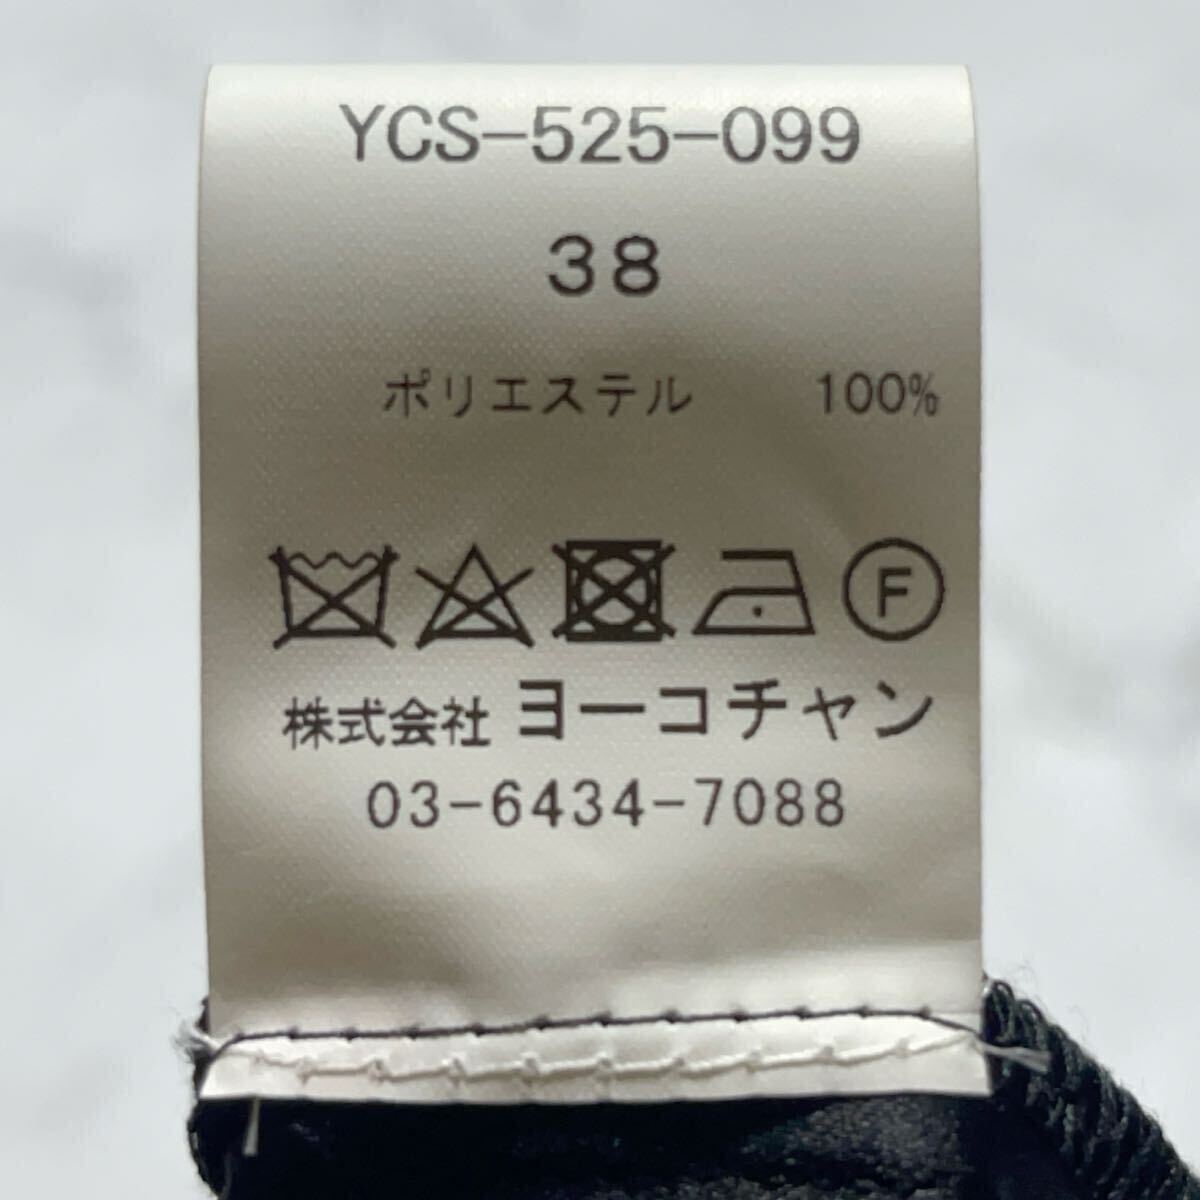 YCS-525-099
38
ポリエステル 100%
F
株式会社 ヨーコチャン
03-6434-7088